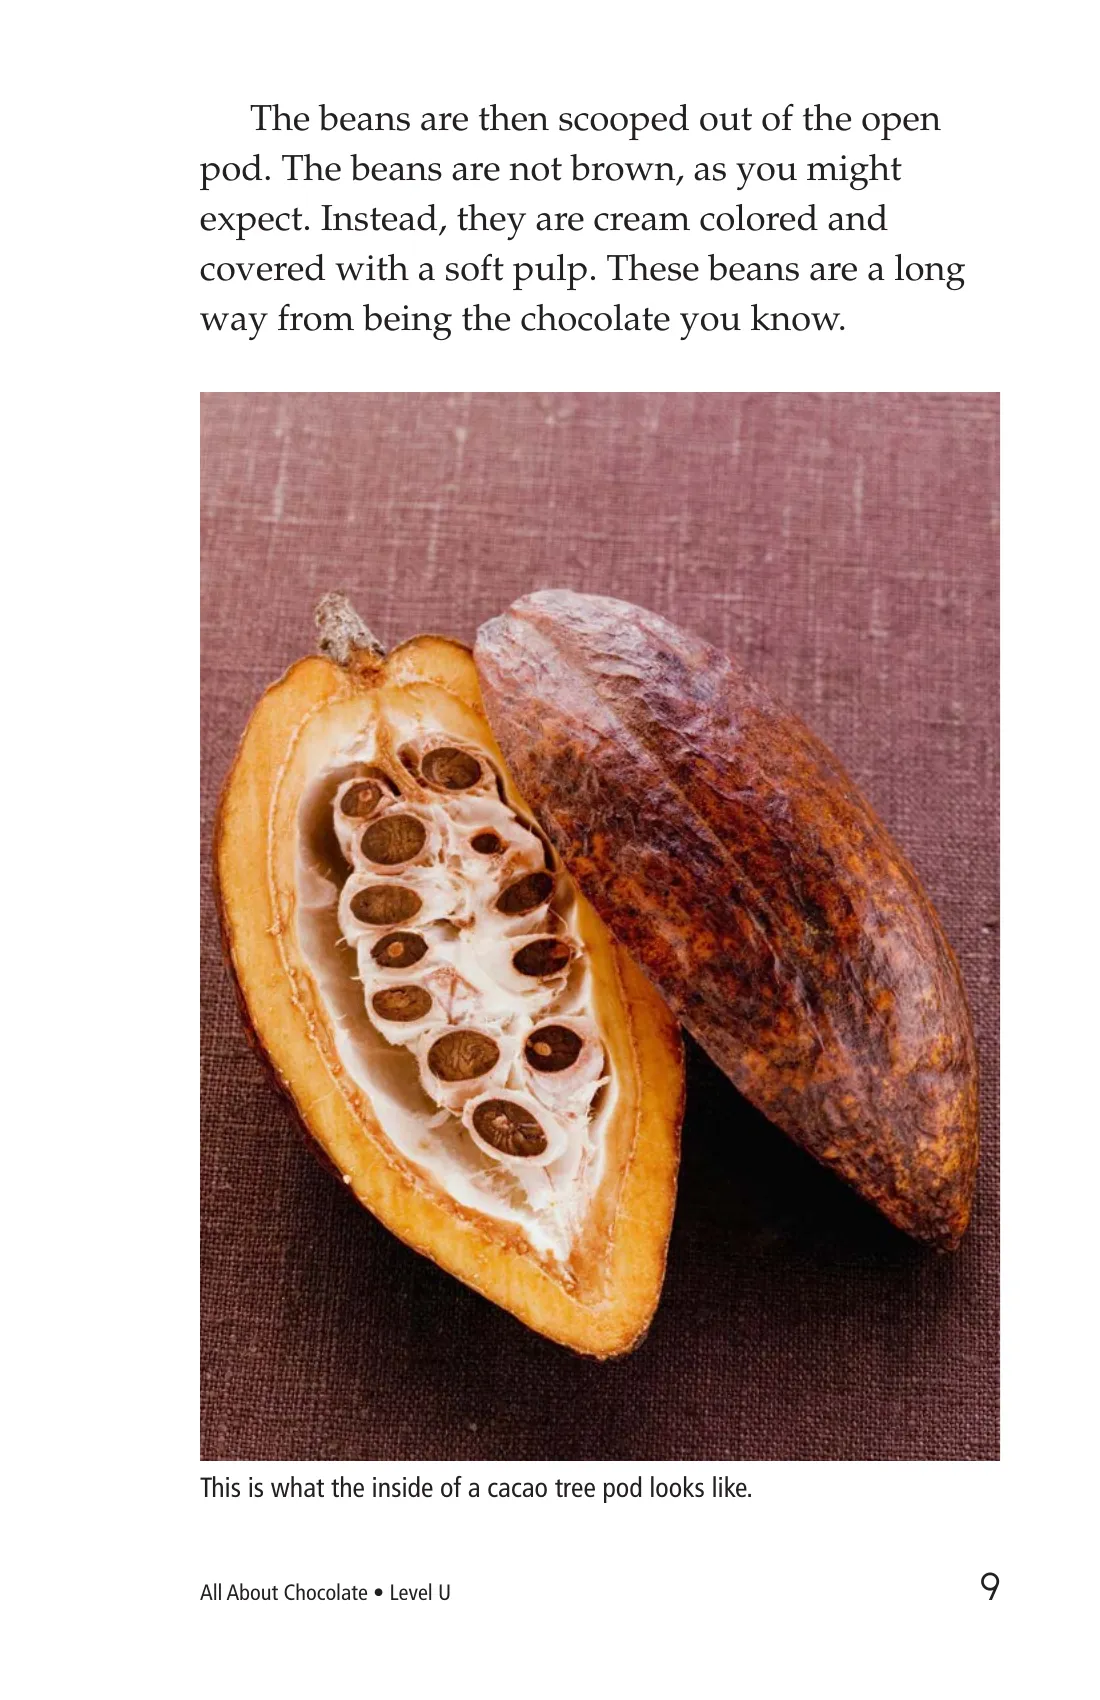 The beans are then scooped out of the open
pod. The beans are not brown, as you might
expect. Instead, they are cream colored and
covered with a soft pulp. These beans are a long
way from being the chocolate you know.
This is what the inside of a cacao tree pod looks like.
All About Chocolate • Level U
9